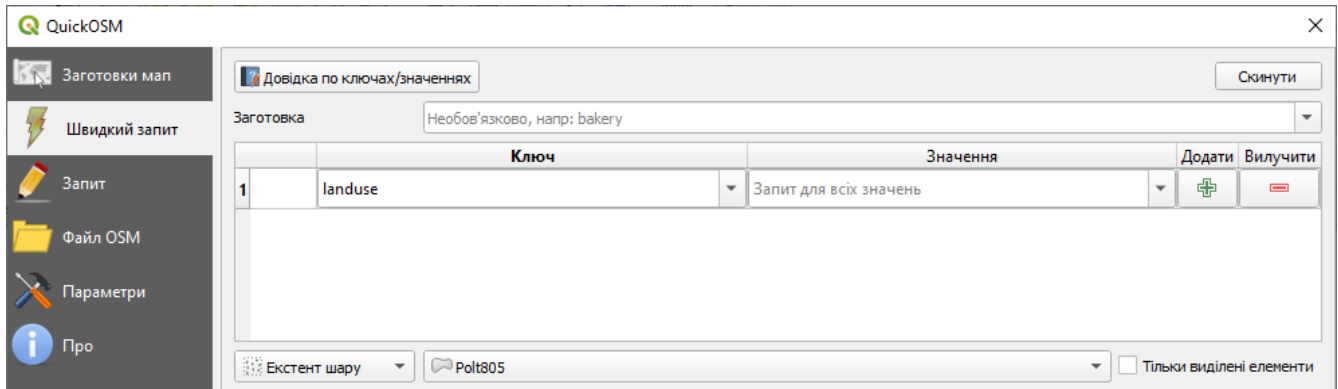 QuickOSM
Заготовки мап
Швидкий запит
Запит
Файл OSM
Параметри
Про
Довідка по ключах/значеннях
Скинути
Заготовка
Необов'язково, напр: bakery
Ключ Значення Додати Вилучити
1 landuse Запит для всіх значень
Екстент шару Polt805 Тільки виділені елементи